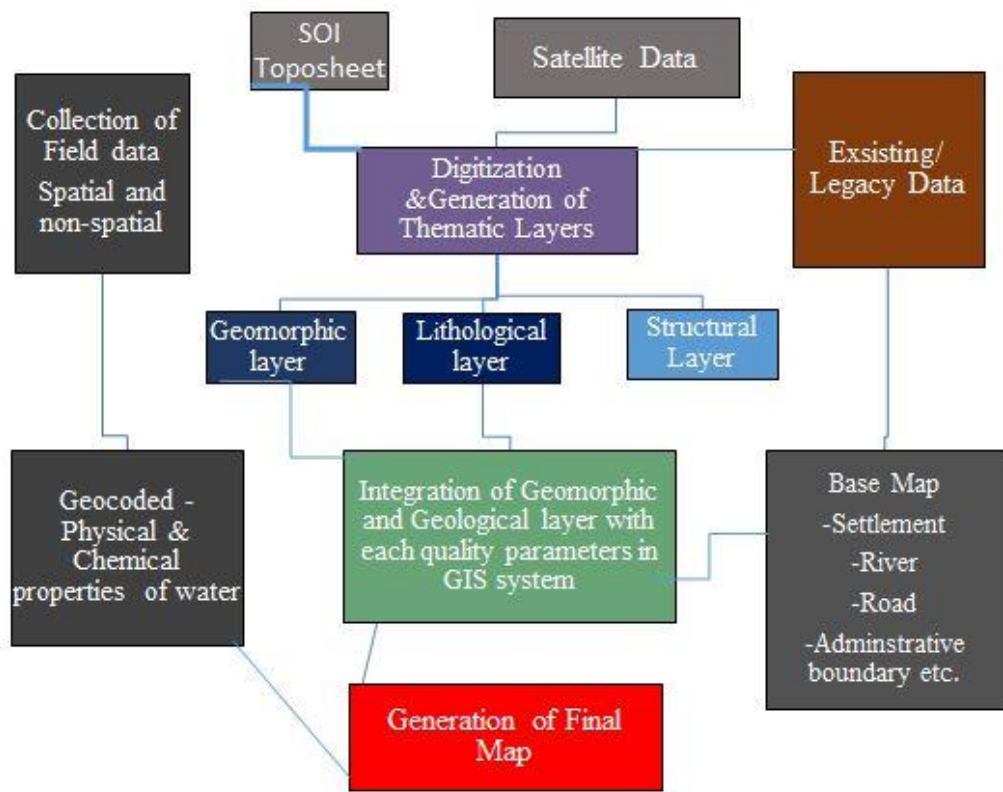 SOI
Toposheet
Satellite Data
Collection of
Field data
Spatial and
non-spatial
Digitization
&Generation of
Thematic Layers
Exsisting/
Legacy Data
Geomorphic
layer
Lithological
layer
Structural
Layer
Geocoded -
Physical &
Chemical
properties of water
Integration of Geomorphic
and Geological layer with
each quality parameters in
GIS system
Base Map
-Settlement
-River
-Road
-Adminstrative
boundary etc.
Generation of Final
Map